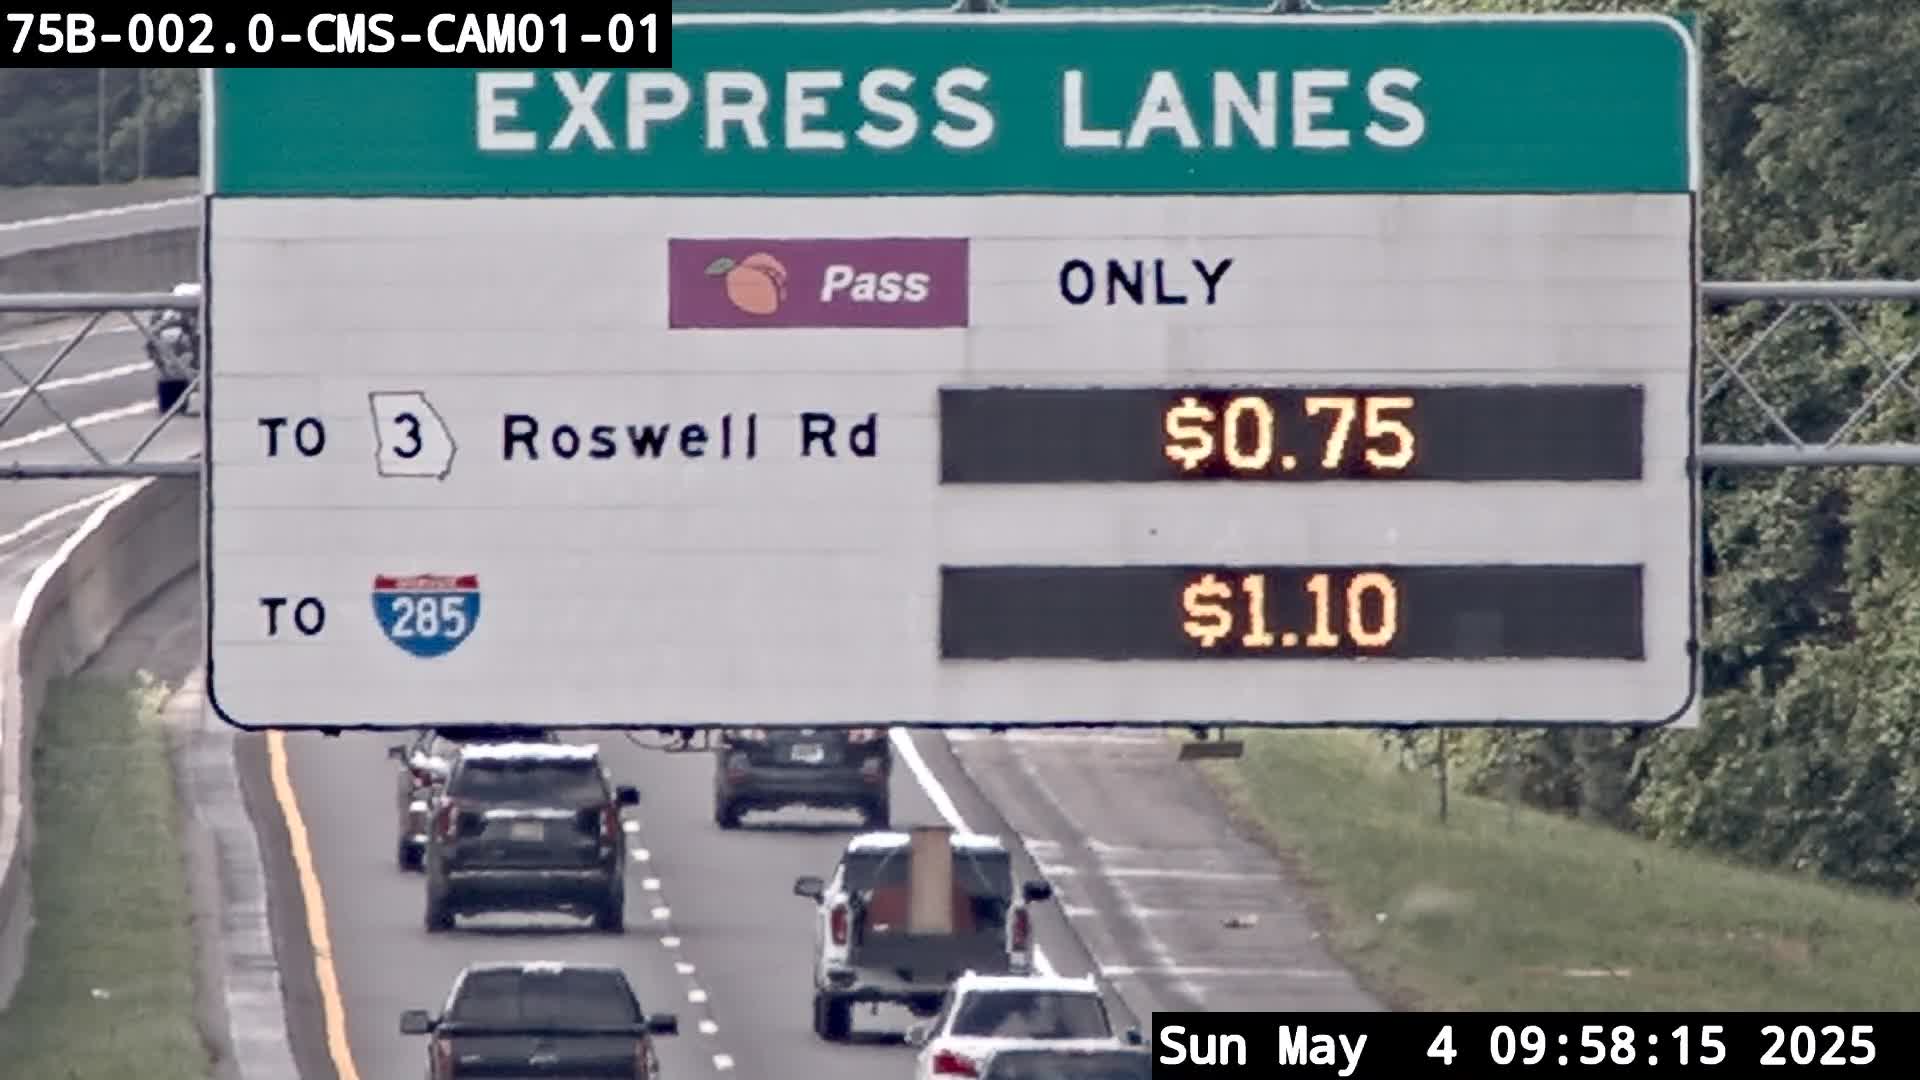 75B-002.0-CMS-CAM01-01
EXPRESS LANES
Pass ONLY
TO 3 Roswell Rd $0.75
TO 285 $1.10
Sun May 4 09:58:15 2025